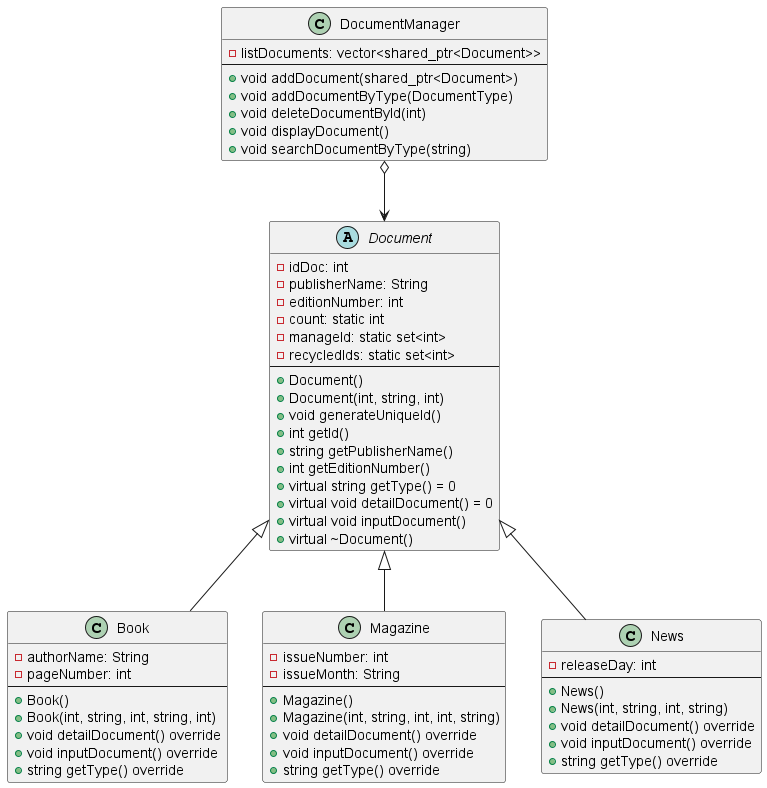 C DocumentManager
listDocuments: vector<shared_ptr<Document>>
void addDocument(shared_ptr<Document>)
void addDocumentByType(DocumentType)
void deleteDocumentById(int)
void displayDocument()
void searchDocumentByType(string)
A Document
idDoc: int
publisherName: String
editionNumber: int
count: static int
manageId: static set<int>
recycledIds: static set<int>
Document()
Document(int, string, int)
void generateUniqueId()
int getId()
string getPublisherName()
int getEditionNumber()
virtual string getType() = 0
virtual void detailDocument() = 0
virtual void inputDocument()
virtual ~Document()
C Book
authorName: String
pageNumber: int
Book()
Book(int, string, int, string, int)
void detailDocument() override
void inputDocument() override
string getType() override
C Magazine
issueNumber: int
issueMonth: String
Magazine()
Magazine(int, string, int, int, string)
void detailDocument() override
void inputDocument() override
string getType() override
C News
releaseDay: int
News()
News(int, string, int, string)
void detailDocument() override
void inputDocument() override
string getType() override